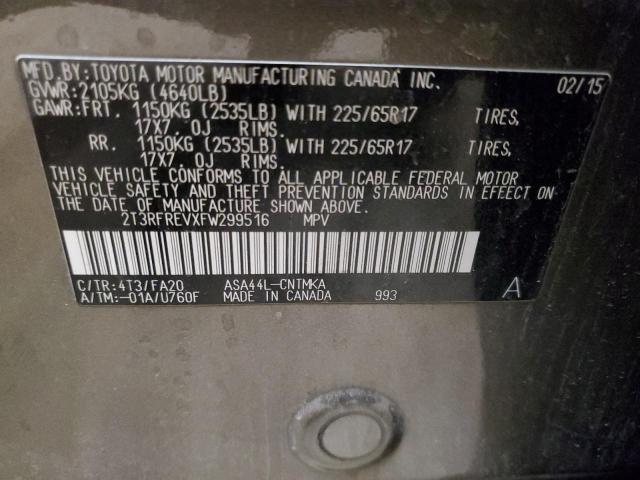 MFD.BY:TOYOTA MOTOR MANUFACTURING CANADA INC. 02/15
GVWR:2105KG (4640LB)
GAWR:FRT. 1150KG (2535LB) WITH 225/65R17 TIRES,
17X7.0J RIMS.
RR. 1150KG (2535LB) WITH 225/65R17 TIRES,
17X7.0J RIMS.
THIS VEHICLE CONFORMS TO ALL APPLICABLE FEDERAL MOTOR
VEHICLE SAFETY AND THEFT PREVENTION STANDARDS IN EFFECT ON
THE DATE OF MANUFACTURE SHOWN ABOVE.
2T3RFREVXFW299516 MPV
C/TR:4T3/FA20 ASA44L-CNTMKA
A/TM:-01A/U760F MADE IN CANADA 993 A